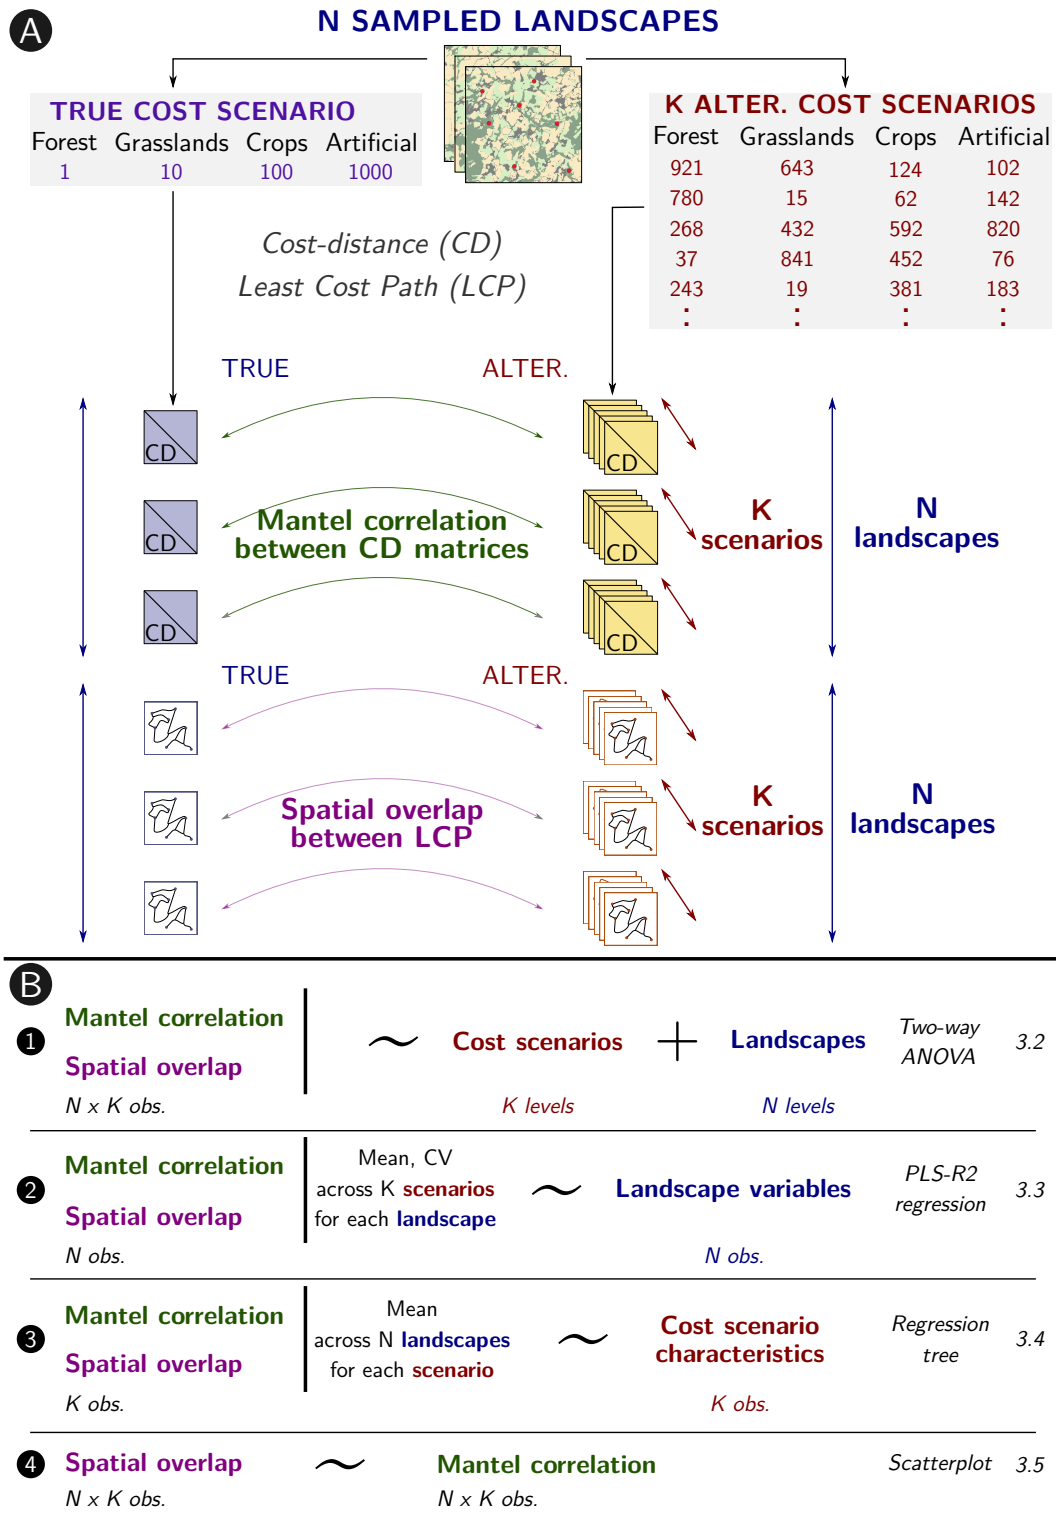 A
N SAMPLED LANDSCAPES
TRUE COST SCENARIO
Forest Grasslands Crops Artificial
1 10 100 1000
K ALTER. COST SCENARIOS
Forest Grasslands Crops Artificial
921 643 124 102
780 15 62 142
268 432 592 820
37 841 452 76
243 19 381 183
: : : :
Cost-distance (CD)
Least Cost Path (LCP)
TRUE ALTER.
CD CD
CD CD
CD CD
Mantel correlation
between CD matrices
K
scenarios
N
landscapes
TRUE ALTER.
Spatial overlap
between LCP
K
scenarios
N
landscapes
B
1
Mantel correlation
Spatial overlap
N x K obs.
~ Cost scenarios + Landscapes
K levels N levels
Two-way
ANOVA
3.2
2
Mantel correlation
Spatial overlap
N obs.
Mean, CV
across K scenarios
for each landscape
~ Landscape variables
N obs.
PLS-R2
regression
3.3
3
Mantel correlation
Spatial overlap
K obs.
Mean
across N landscapes
for each scenario
~ Cost scenario
characteristics
K obs.
Regression
tree
3.4
4
Spatial overlap ~ Mantel correlation
N x K obs. N x K obs.
Scatterplot 3.5